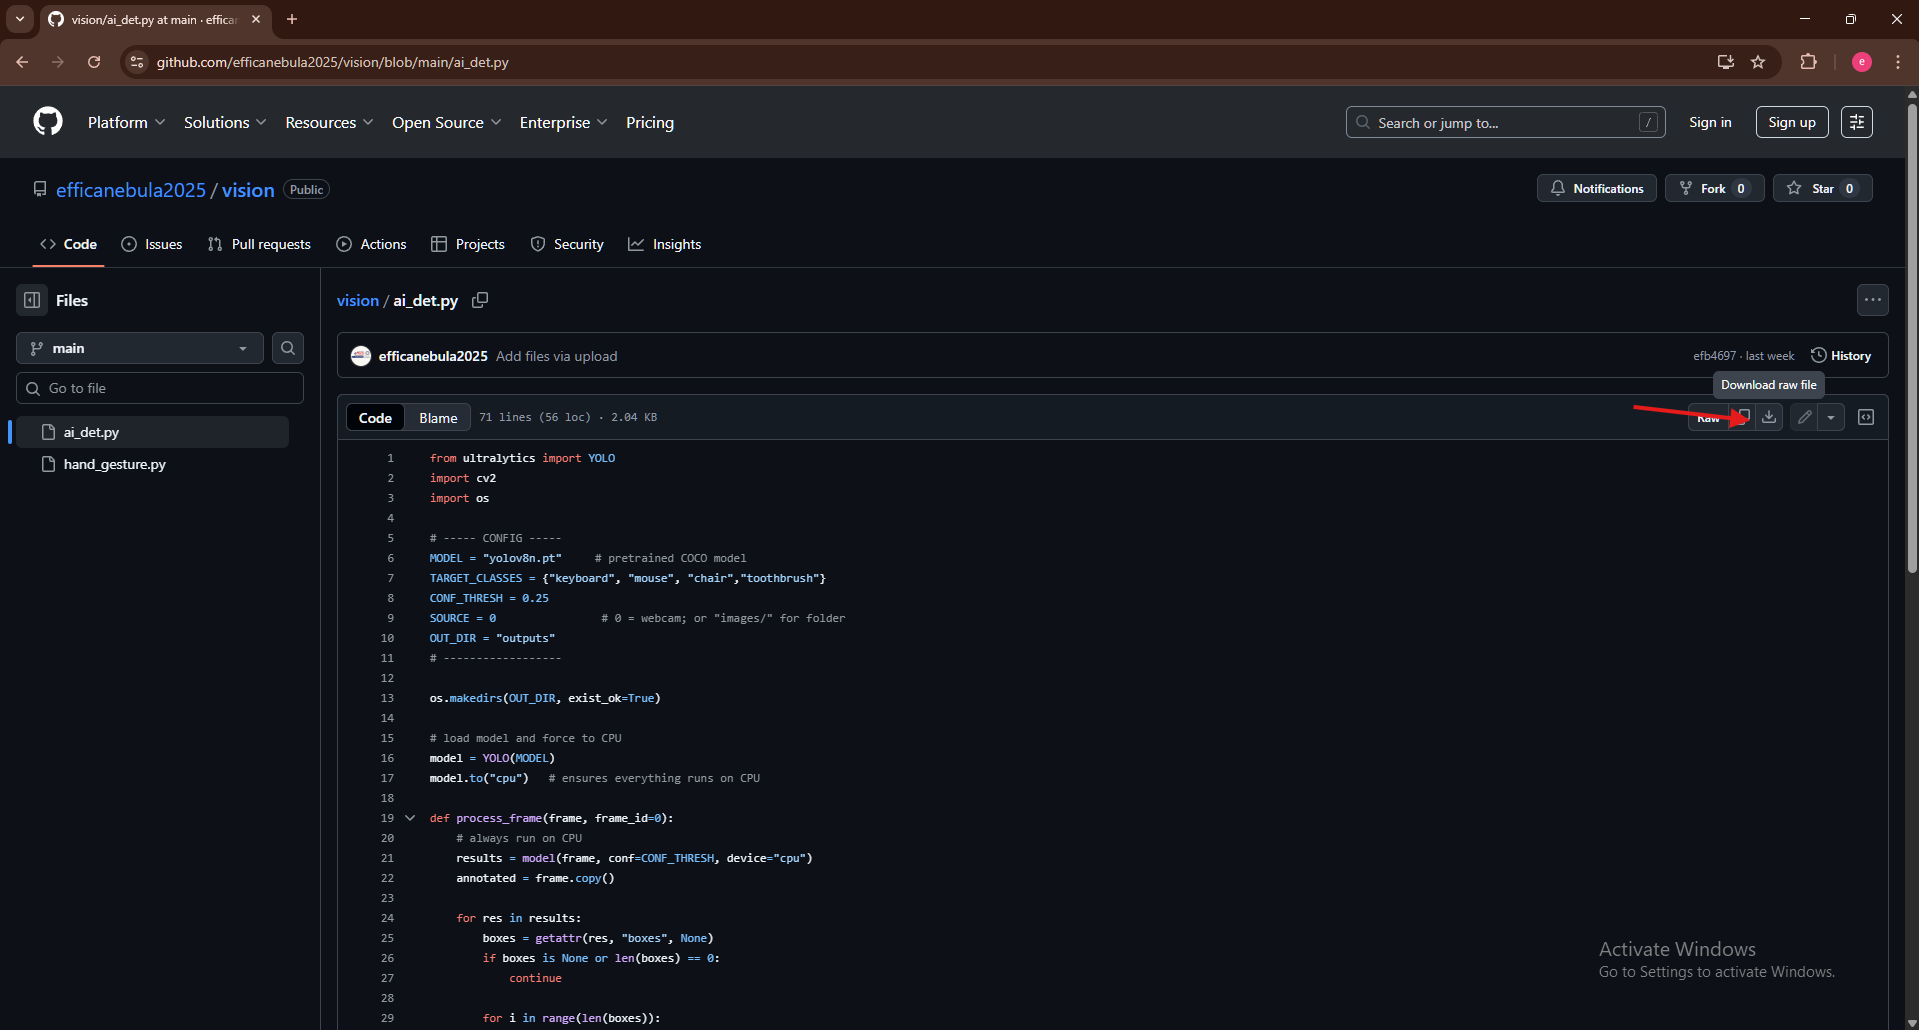 vision/ai_det.py at main · effican
github.com/efficanebula2025/vision/blob/main/ai_det.py
e
Platform Solutions Resources Open Source Enterprise Pricing
Search or jump to... / Sign in Sign up
efficanebula2025 / vision Public
Notifications Fork 0 Star 0
Code Issues Pull requests Actions Projects Security Insights
Files
vision / ai_det.py
main
efficanebula2025 Add files via upload
efb4697 · last week History
Go to file
Download raw file
Code Blame 71 lines (56 loc) · 2.04 KB
Raw
ai_det.py
hand_gesture.py
1 from ultralytics import YOLO
2 import cv2
3 import os
4
5 # ----- CONFIG -----
6 MODEL = "yolov8n.pt" # pretrained COCO model
7 TARGET_CLASSES = {"keyboard", "mouse", "chair","toothbrush"}
8 CONF_THRESH = 0.25
9 SOURCE = 0 # 0 = webcam; or "images/" for folder
10 OUT_DIR = "outputs"
11 # ------------------
12
13 os.makedirs(OUT_DIR, exist_ok=True)
14
15 # load model and force to CPU
16 model = YOLO(MODEL)
17 model.to("cpu") # ensures everything runs on CPU
18
19 def process_frame(frame, frame_id=0):
20 # always run on CPU
21 results = model(frame, conf=CONF_THRESH, device="cpu")
22 annotated = frame.copy()
23
24 for res in results:
25 boxes = getattr(res, "boxes", None)
26 if boxes is None or len(boxes) == 0:
27 continue
28
29 for i in range(len(boxes)):
Activate Windows
Go to Settings to activate Windows.